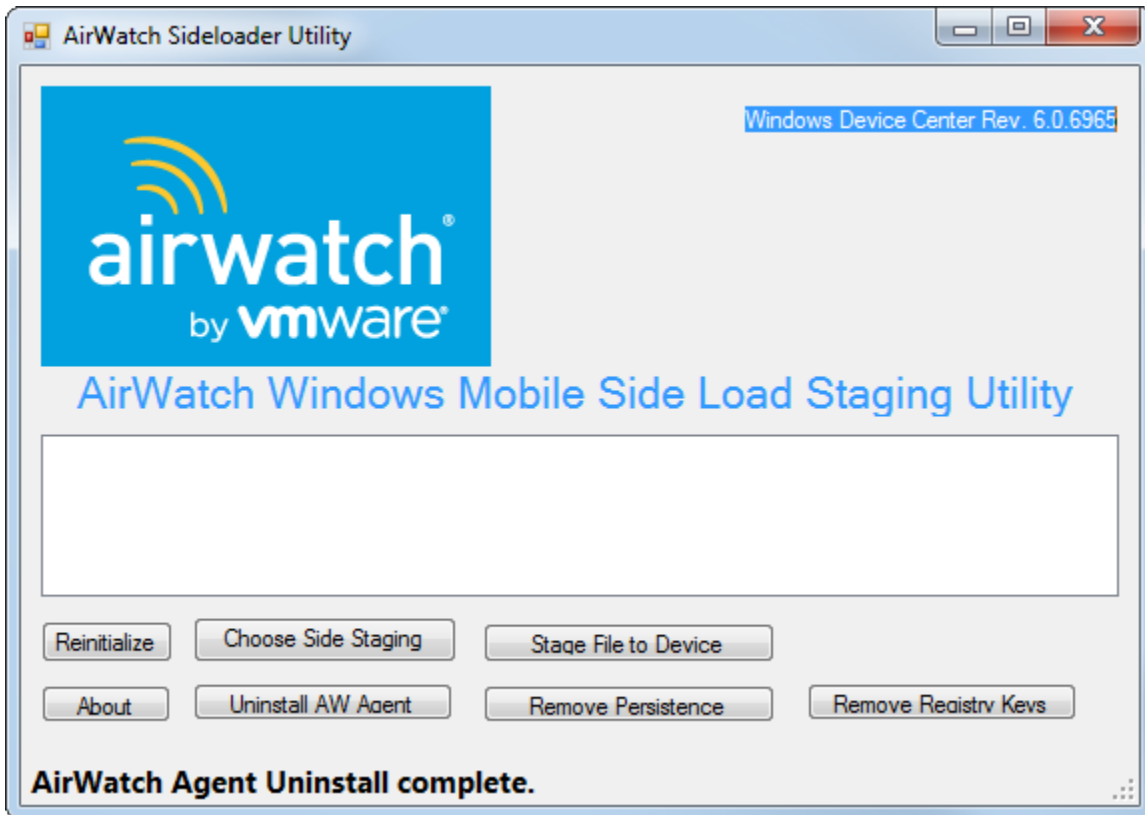 AirWatch Sideloader Utility
Windows Device Center Rev. 6.0.6965
airwatch®
by vmware®
AirWatch Windows Mobile Side Load Staging Utility
Reinitialize
Choose Side Staging
Stage File to Device
About
Uninstall AW Agent
Remove Persistence
Remove Registry Keys
AirWatch Agent Uninstall complete.